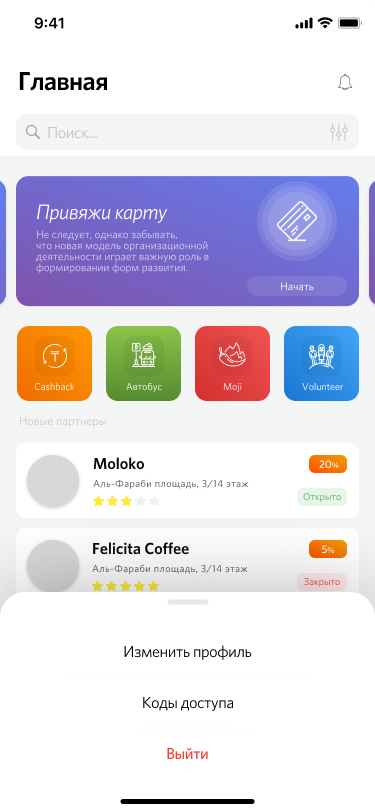 9:41
Главная
Поиск...
Привяжи карту
Не следует, однако забывать,
что новая модель организационной
деятельности играет важную роль в
формировании форм развития.
Начать
Cashback
Автобус
Moji
Volunteer
Новые партнеры
Moloko
20%
Аль-Фараби площадь, 3/14 этаж
Открыто
Felicita Coffee
5%
Аль-Фараби площадь, 3/14 этаж
Закрыто
Изменить профиль
Коды доступа
Выйти